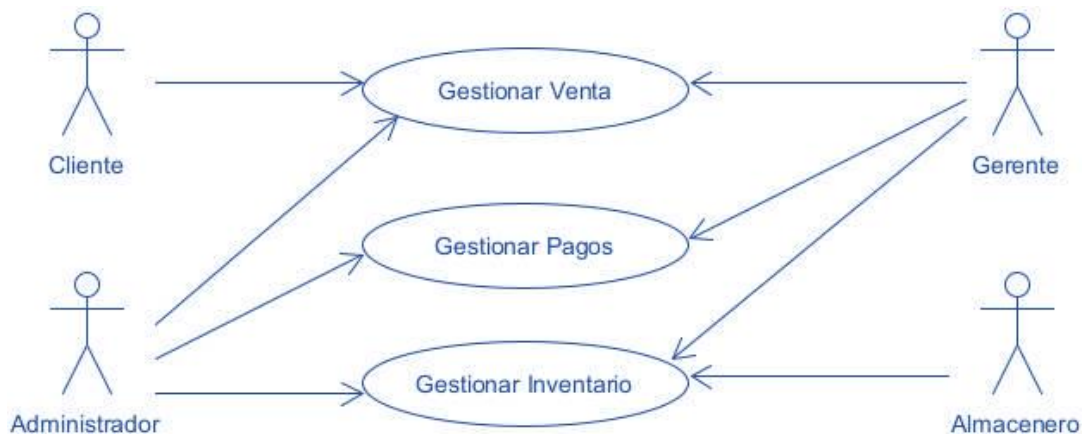 Gestionar Venta
Cliente
Gerente
Gestionar Pagos
Gestionar Inventario
Administrador
Almacenero